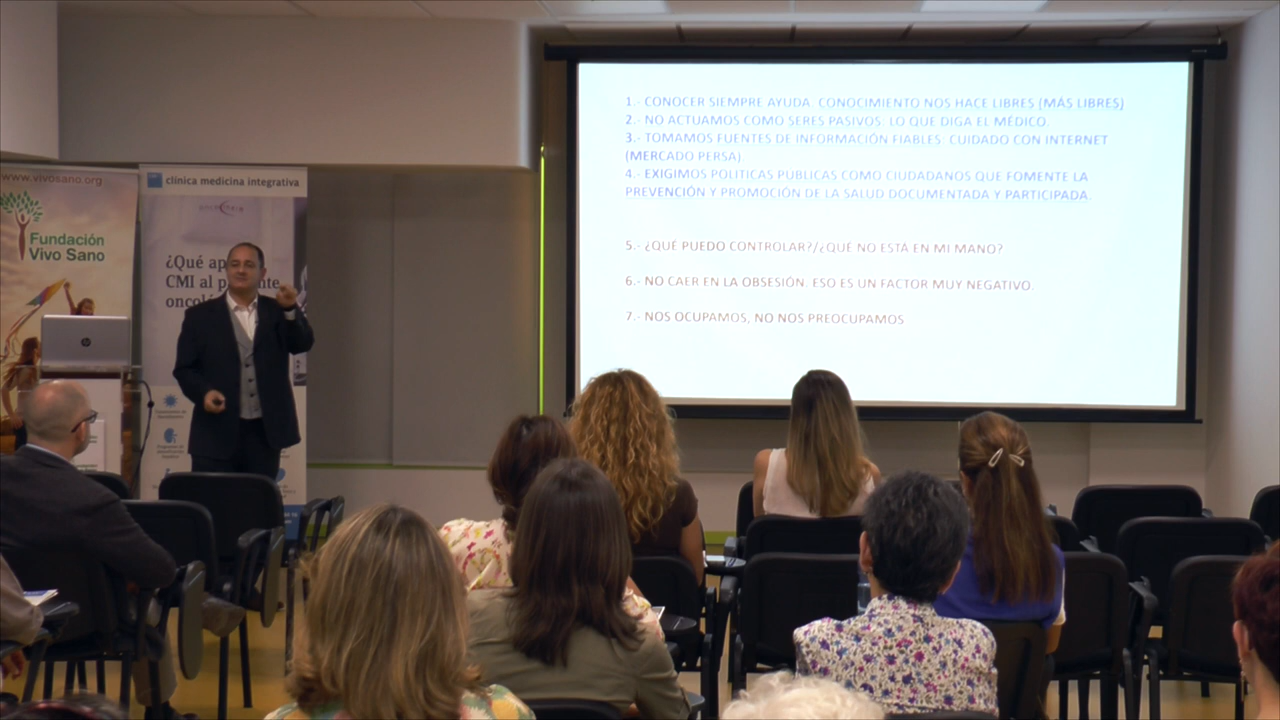 1.- CONOCER SIEMPRE AYUDA. CONOCIMIENTO NOS HACE LIBRES (MÁS LIBRES)
2.- NO ACTUAMOS COMO SERES PASIVOS: LO QUE DIGA EL MÉDICO.
3.- TOMAMOS FUENTES DE INFORMACIÓN FIABLES: CUIDADO CON INTERNET
(MERCADO PERSA).
4.- EXIGIMOS POLITICAS PUBLICAS COMO CIUDADANOS QUE FOMENTE LA
PREVENCIÓN Y PROMOCIÓN DE LA SALUD DOCUMENTADA Y PARTICIPADA.
5.- ¿QUÉ PUEDO CONTROLAR?/¿QUÉ NO ESTÁ EN MI MANO?
6.- NO CAER EN LA OBSESIÓN. ESO ES UN FACTOR MUY NEGATIVO.
7.- NOS OCUPAMOS, NO NOS PREOCUPAMOS
www.vivosano.org
Fundación
Vivo Sano
clínica medicina integrativa
¿Qué
CMI al
hp